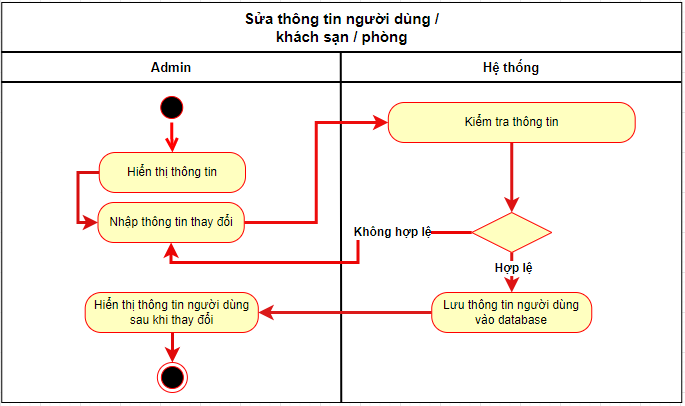 Sửa thông tin người dùng /
khách sạn / phòng
Admin
Hệ thống
Kiểm tra thông tin
Hiển thị thông tin
Nhập thông tin thay đổi
Không hợp lệ
Hợp lệ
Hiển thị thông tin người dùng
sau khi thay đổi
Lưu thông tin người dùng
vào database